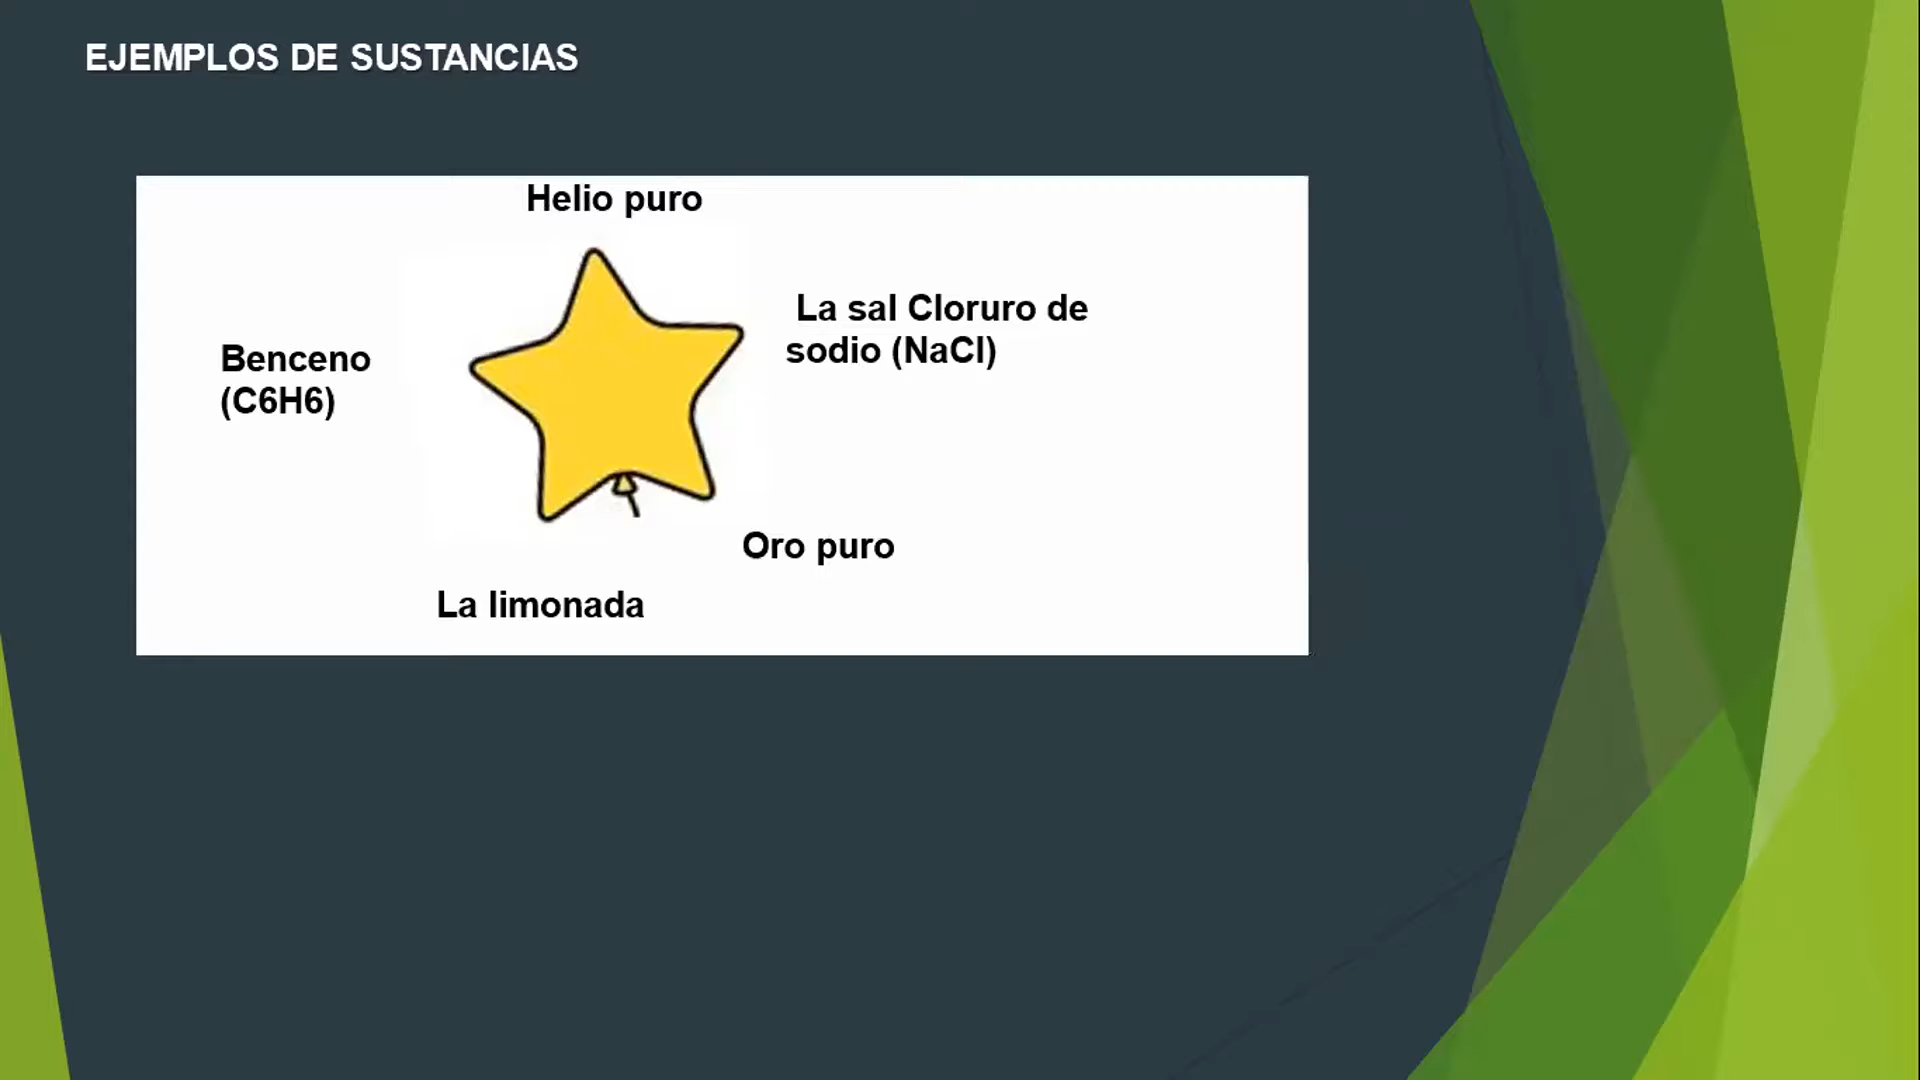 EJEMPLOS DE SUSTANCIAS
Helio puro
La sal Cloruro de
sodio (NaCl)
Benceno
(C6H6)
Oro puro
La limonada